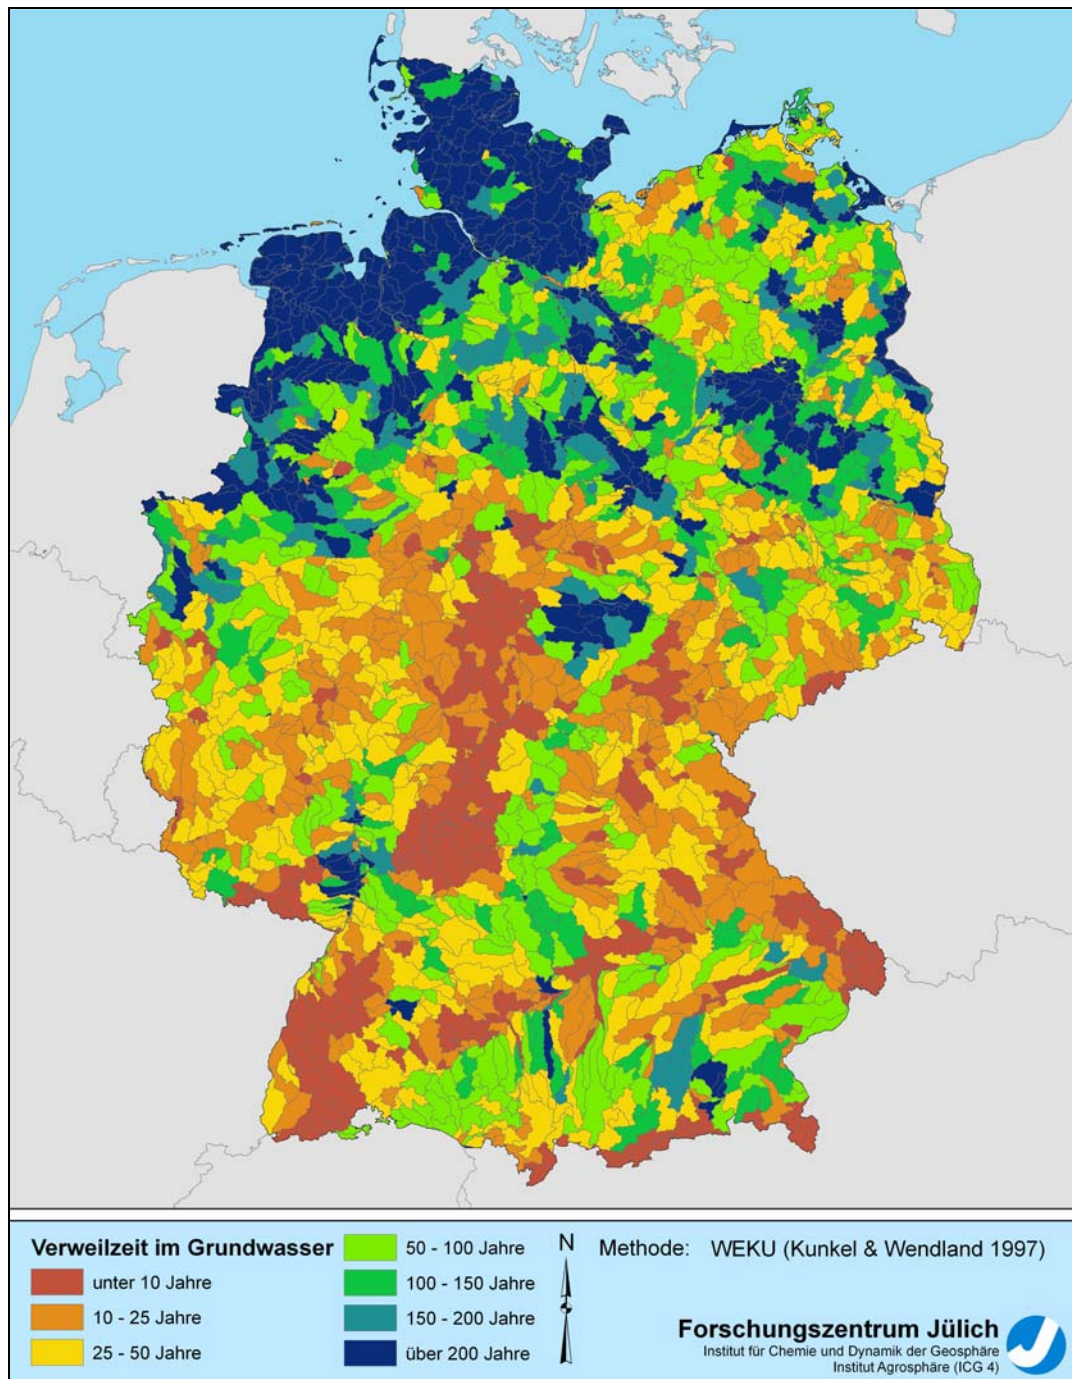 Verweilzeit im Grundwasser
unter 10 Jahre
10 - 25 Jahre
25 - 50 Jahre
50 - 100 Jahre
100 - 150 Jahre
150 - 200 Jahre
über 200 Jahre
N
Methode: WEKU (Kunkel & Wendland 1997)
Forschungszentrum Jülich
Institut für Chemie und Dynamik der Geosphäre
Institut Agrosphäre (ICG 4)